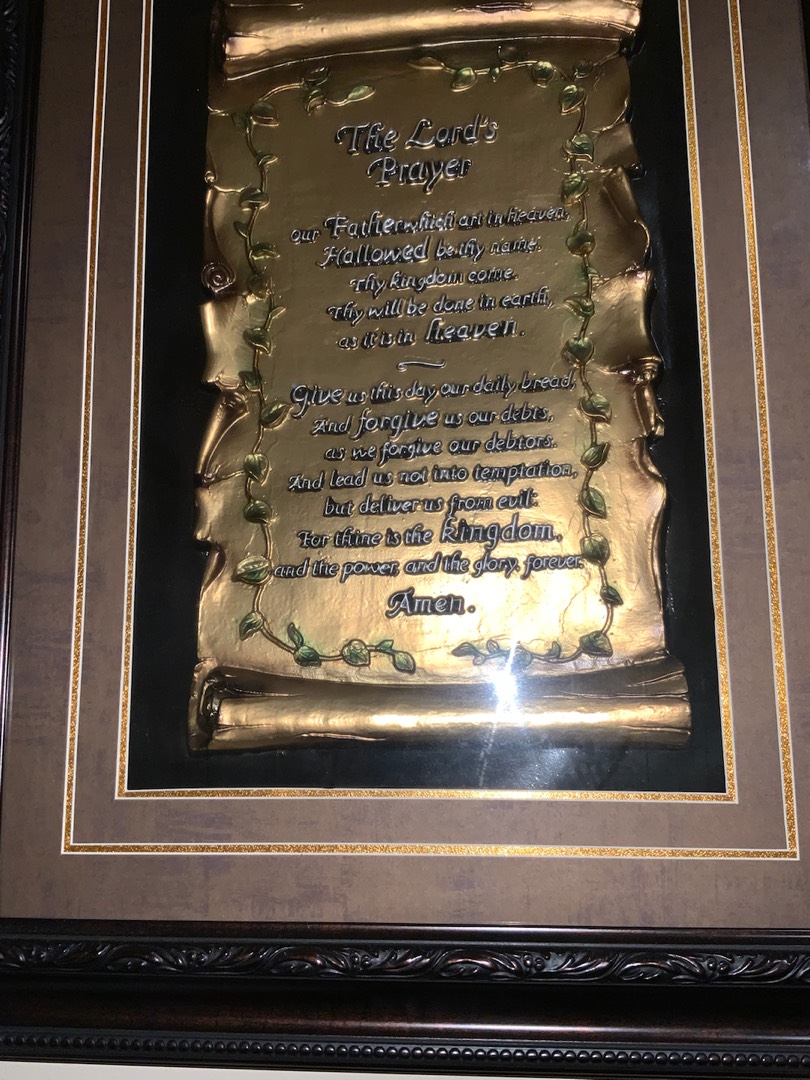 The Lord's
Prayer
our Father which art in heaven,
Hallowed be thy name.
Thy kingdom come.
Thy will be done in earth,
as it is in heaven.
Give us this day our daily bread,
And forgive us our debts,
as we forgive our debtors.
And lead us not into temptation,
but deliver us from evil:
For thine is the kingdom,
and the power, and the glory, forever.
Amen.